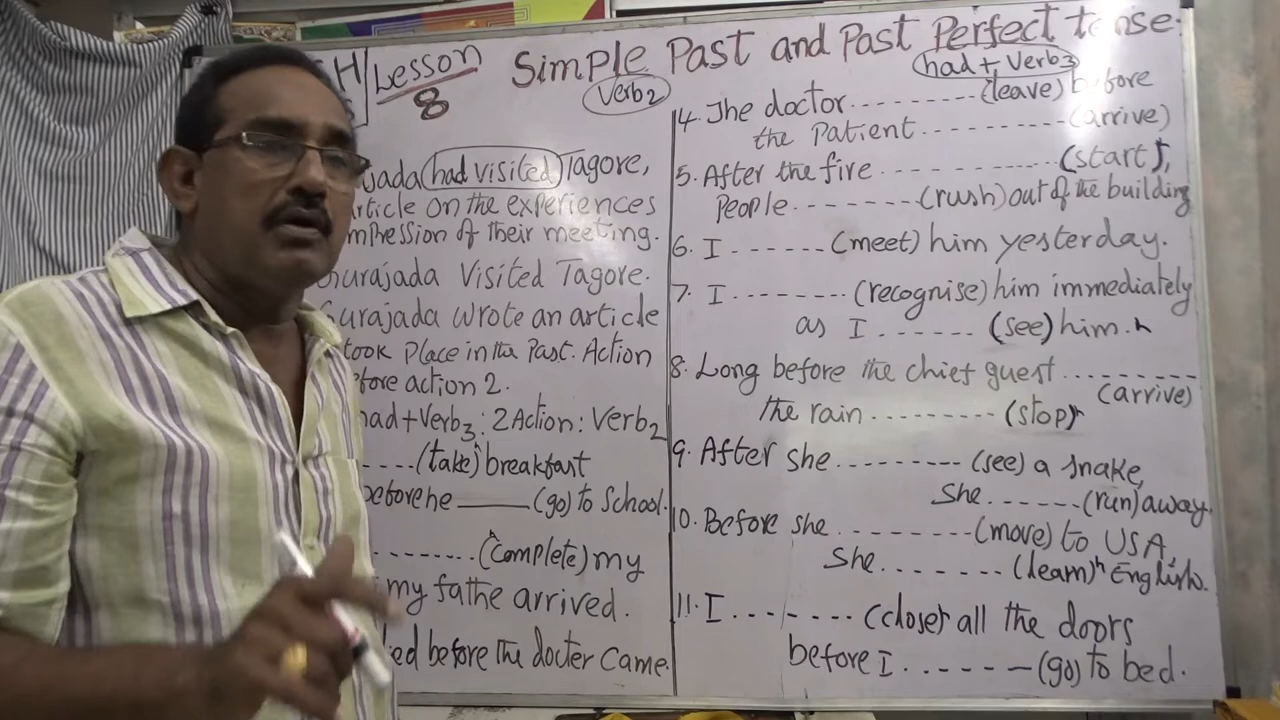 Lesson
8
Simple Past and Past Perfect tense
Verb2
had + Verb3
had visited Tagore,
article on the experiences
impression of their meeting.
Gurajada Visited Tagore.
Gurajada wrote an article
took Place in the Past. Action
before action 2.
had+Verb3 : 2 Action : Verb2
.... (take) breakfast
before he ____ (go) to School.
........ (complete) my
my fathe arrived.
before the docter came.
4. The doctor ......... (leave) before
the Patient ............ (arrive)
5. After the fire ............ (start),
People ......... (rush) out of the building
6. I ....... (meet) him yesterday.
7. I ......... (recognise) him immediately
as I ....... (see) him.
8. Long before the chief guest ..........
(arrive)
the rain .......... (stop)
9. After she .......... (see) a snake,
She ....... (run) away.
10. Before she .......... (move) to USA,
She ........ (learn) English.
11. I ........ (close) all the doors
before I ........ (go) to bed.